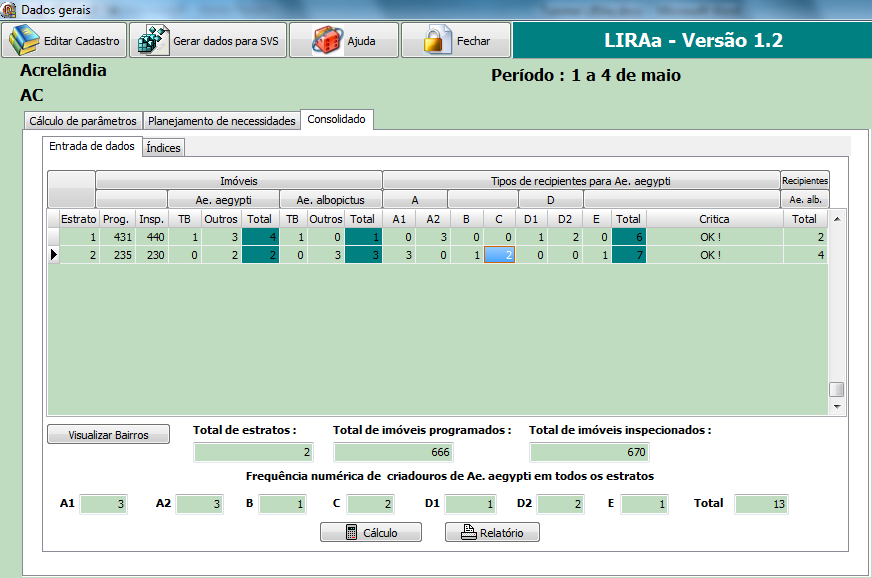 Dados gerais
Editar Cadastro Gerar dados para SVS Ajuda Fechar LIRAa - Versão 1.2
Acrelândia
Período : 1 a 4 de maio
AC
Cálculo de parâmetros Planejamento de necessidades Consolidado
Entrada de dados Índices
Imóveis Tipos de recipientes para Ae. aegypti Recipientes
Ae. aegypti Ae. albopictus A D Ae. alb.
Estrato Prog. Insp. TB Outros Total TB Outros Total A1 A2 B C D1 D2 E Total Critica Total
1 431 440 1 3 4 1 0 1 0 3 0 0 1 2 0 6 OK ! 2
2 235 230 0 2 2 0 3 3 3 0 1 2 0 0 1 7 OK ! 4
Visualizar Bairros
Total de estratos : Total de imóveis programados : Total de imóveis inspecionados :
2 666 670
Frequência numérica de criadouros de Ae. aegypti em todos os estratos
A1 3 A2 3 B 1 C 2 D1 1 D2 2 E 1 Total 13
Cálculo Relatório